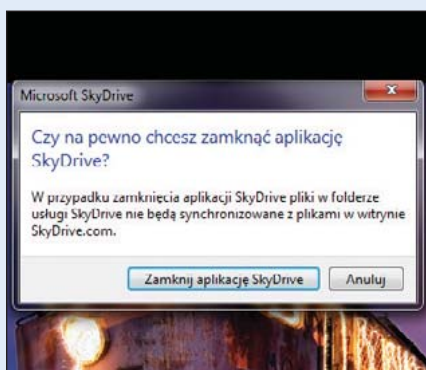 Microsoft SkyDrive
Czy na pewno chcesz zamknąć aplikację
SkyDrive?
W przypadku zamknięcia aplikacji SkyDrive pliki w folderze
usługi SkyDrive nie będą synchronizowane z plikami w witrynie
SkyDrive.com.
Zamknij aplikację SkyDrive
Anuluj